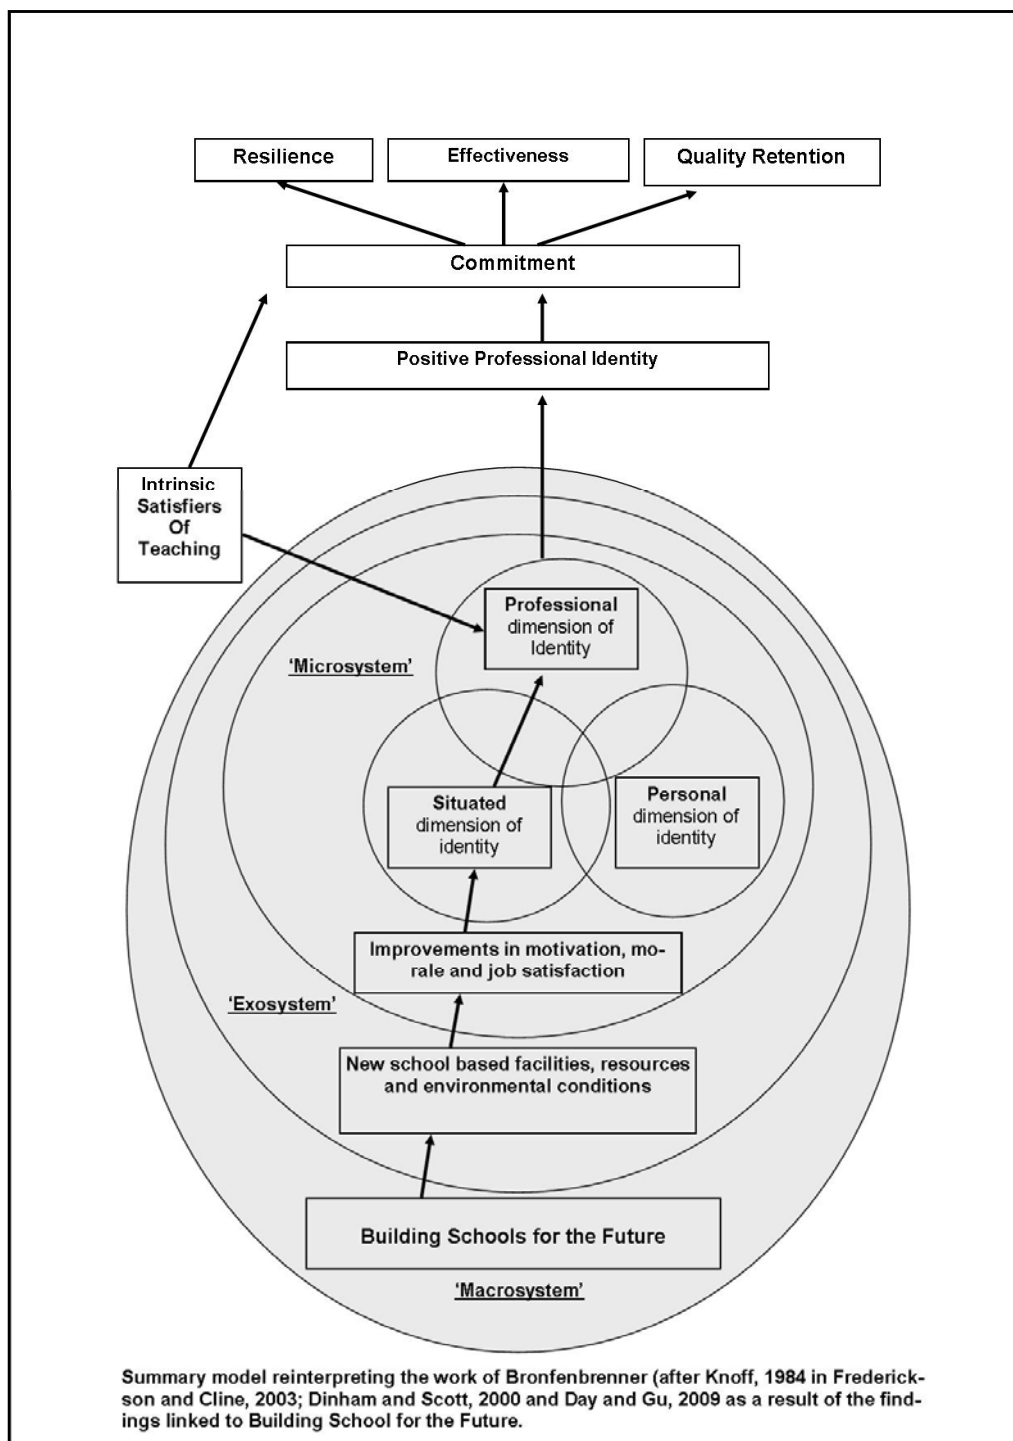 Resilience
Effectiveness
Quality Retention
Commitment
Positive Professional Identity
Intrinsic
Satisfiers
Of
Teaching
Professional
dimension of
Identity
‘Microsystem’
Situated
dimension of
identity
Personal
dimension of
identity
Improvements in motivation, mo-
rale and job satisfaction
‘Exosystem’
New school based facilities, resources
and environmental conditions
Building Schools for the Future
‘Macrosystem’
Summary model reinterpreting the work of Bronfenbrenner (after Knoff, 1984 in Frederick-
son and Cline, 2003; Dinham and Scott, 2000 and Day and Gu, 2009 as a result of the find-
ings linked to Building School for the Future.